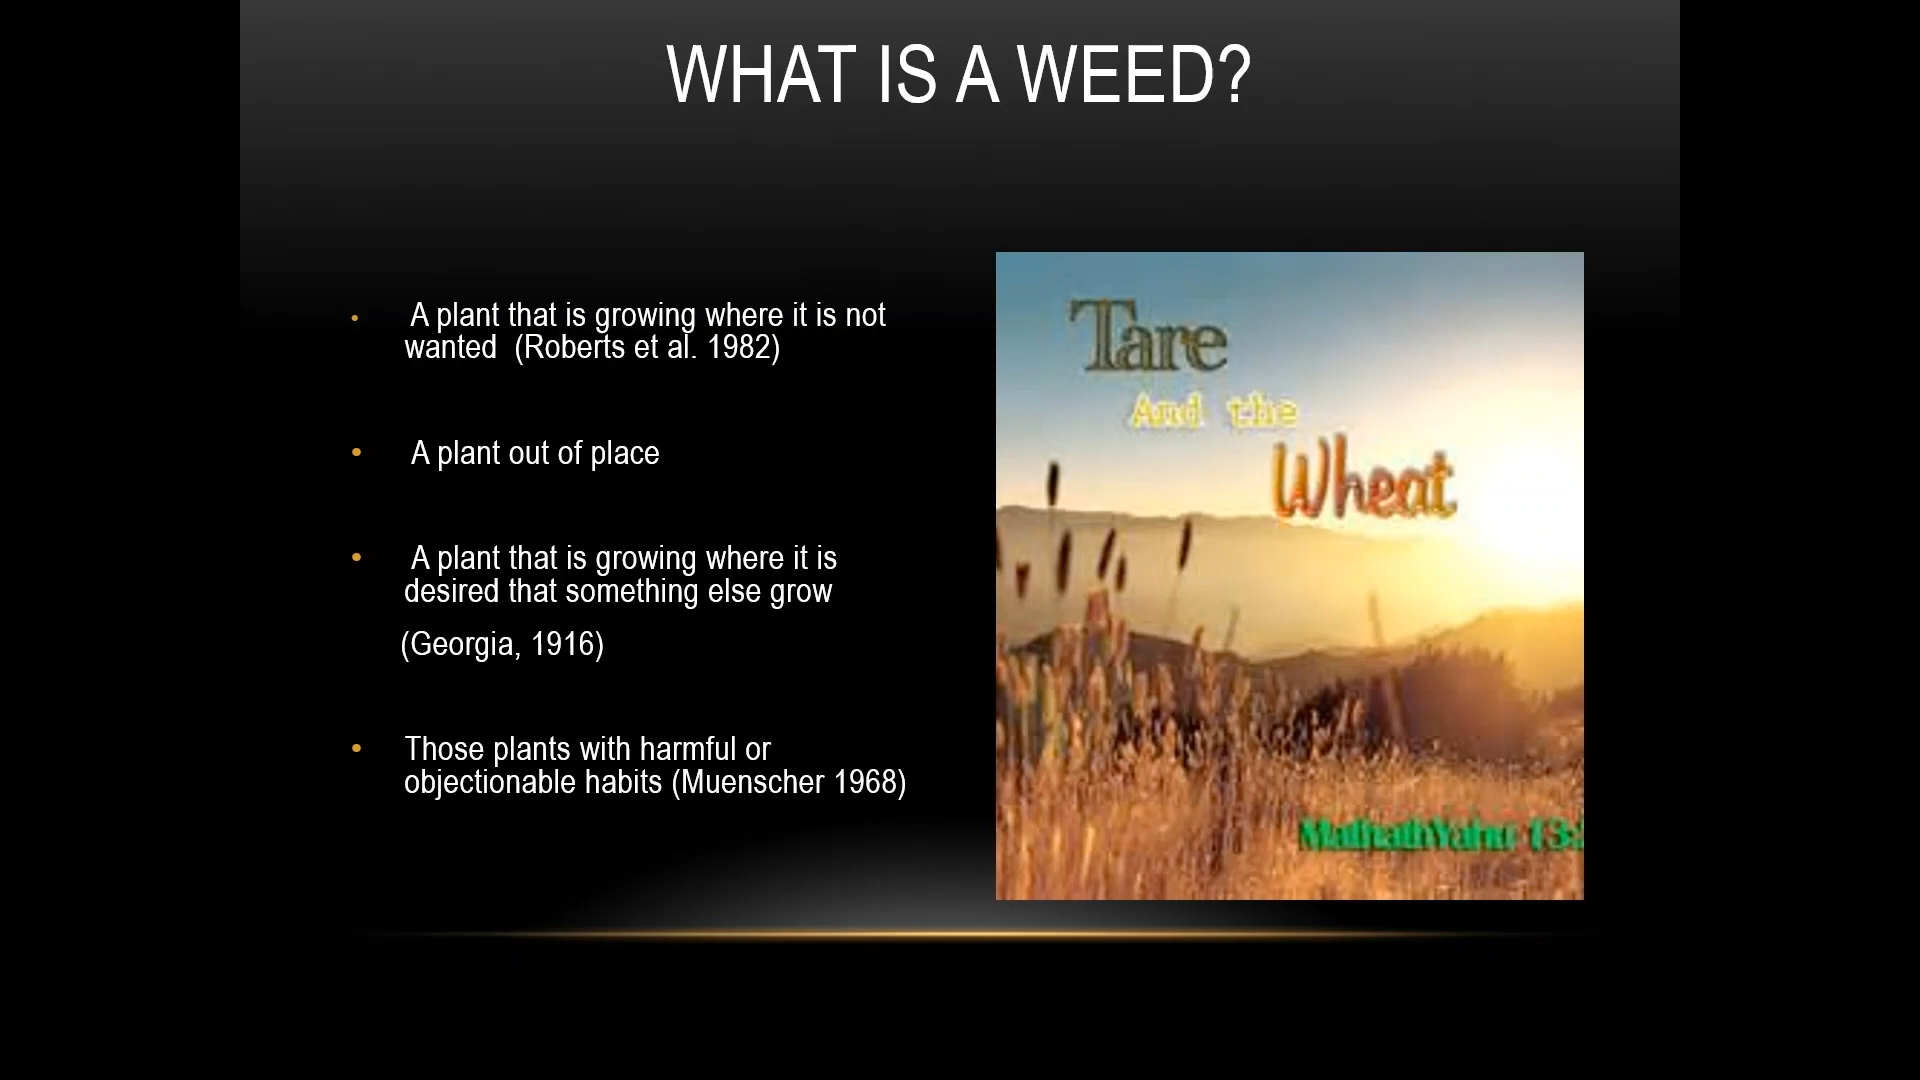 WHAT IS A WEED?
• A plant that is growing where it is not
wanted (Roberts et al. 1982)
• A plant out of place
• A plant that is growing where it is
desired that something else grow
(Georgia, 1916)
• Those plants with harmful or
objectionable habits (Muenscher 1968)
Tare
And the
Wheat
MathathYahu